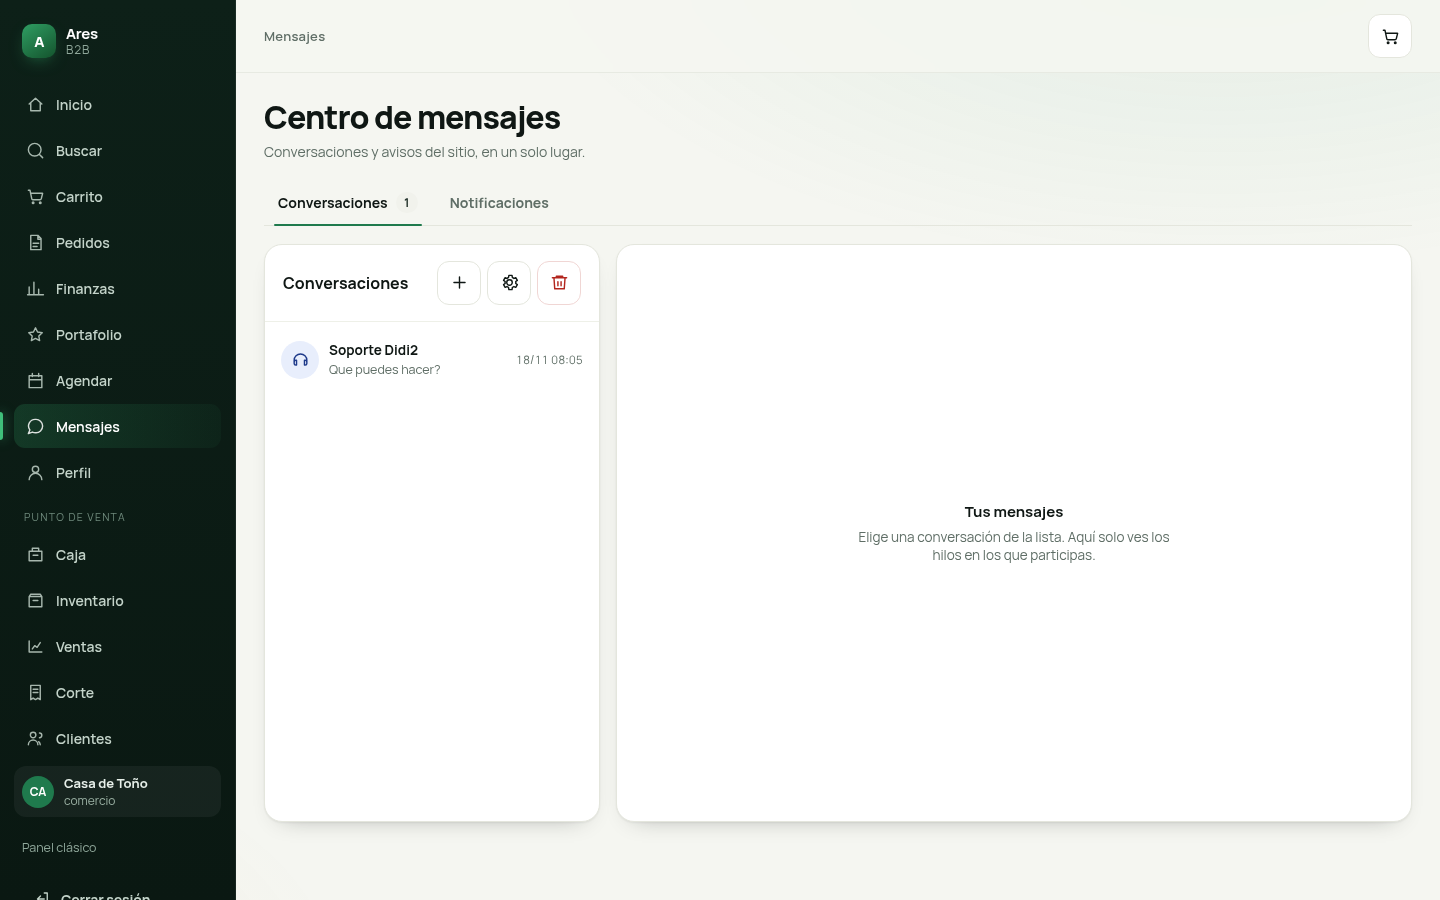 A
Ares
B2B
Inicio
Buscar
Carrito
Pedidos
Finanzas
Portafolio
Agendar
Mensajes
Perfil
PUNTO DE VENTA
Caja
Inventario
Ventas
Corte
Clientes
CA
Casa de Toño
comercio
Panel clásico
Cerrar sesión
Mensajes
Centro de mensajes
Conversaciones y avisos del sitio, en un solo lugar.
Conversaciones 1
Notificaciones
Conversaciones
Soporte Didi2
Que puedes hacer?
18/11 08:05
Tus mensajes
Elige una conversación de la lista. Aquí solo ves los
hilos en los que participas.